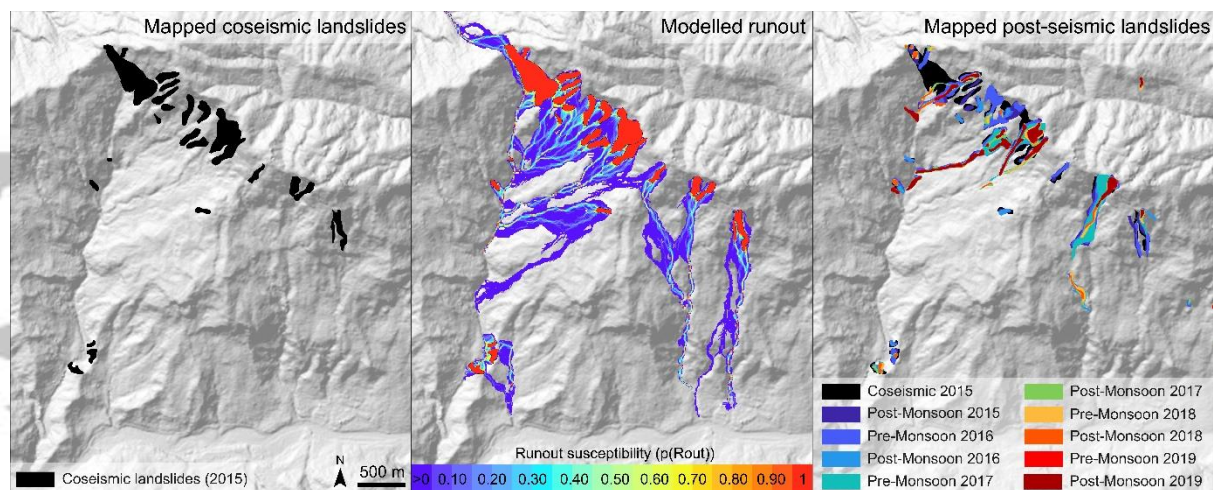 Mapped coseismic landslides
Modelled runout
Mapped post-seismic landslides
Coseismic landslides (2015)
N
500 m
Runout susceptibility (p(Rout))
>0 0.10 0.20 0.30 0.40 0.50 0.60 0.70 0.80 0.90 1
Coseismic 2015
Post-Monsoon 2015
Pre-Monsoon 2016
Post-Monsoon 2016
Pre-Monsoon 2017
Post-Monsoon 2017
Pre-Monsoon 2018
Post-Monsoon 2018
Pre-Monsoon 2019
Post-Monsoon 2019